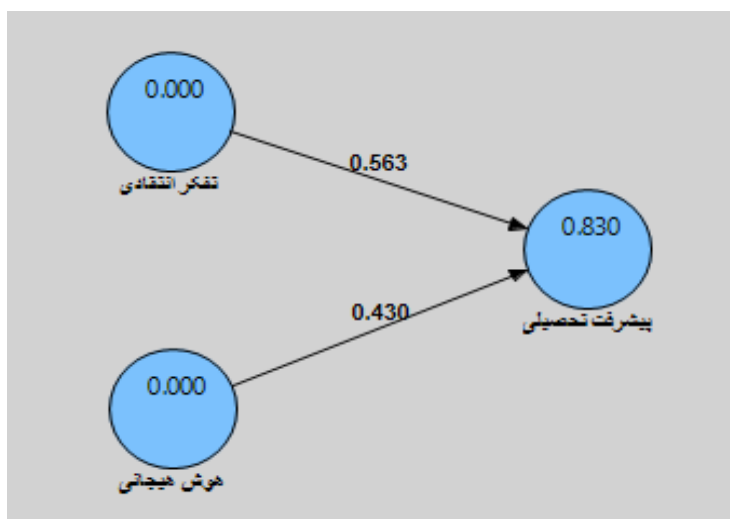 0.000
تفکر انتقادی
0.563
0.830
پیشرفت تحصیلی
0.430
0.000
هوش هیجانی